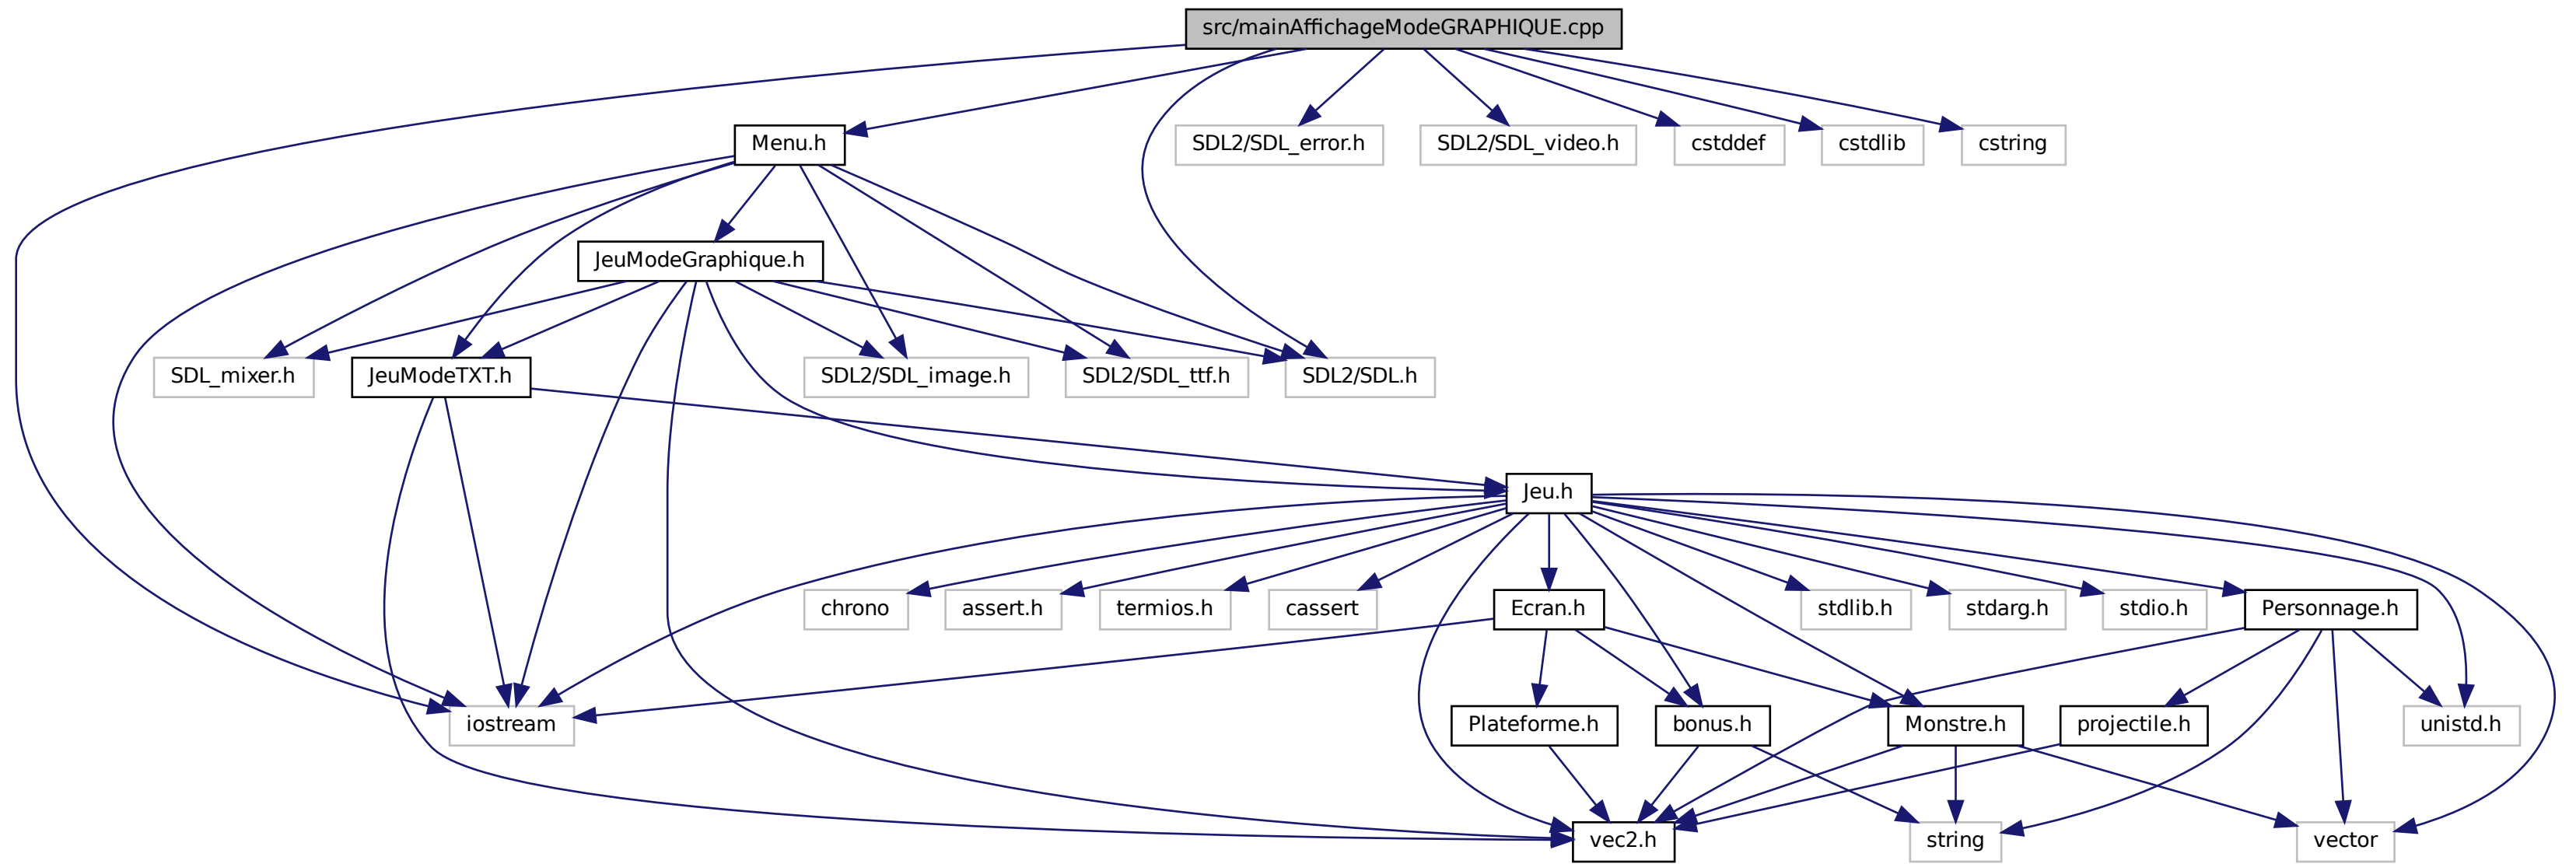 src/mainAffichageModeGRAPHIQUE.cpp
Menu.h
SDL2/SDL_error.h
SDL2/SDL_video.h
cstddef
cstdlib
cstring
JeuModeGraphique.h
SDL_mixer.h
JeuModeTXT.h
SDL2/SDL_image.h
SDL2/SDL_ttf.h
SDL2/SDL.h
Jeu.h
chrono
assert.h
termios.h
cassert
Ecran.h
stdlib.h
stdarg.h
stdio.h
Personnage.h
iostream
Plateforme.h
bonus.h
Monstre.h
projectile.h
unistd.h
vec2.h
string
vector